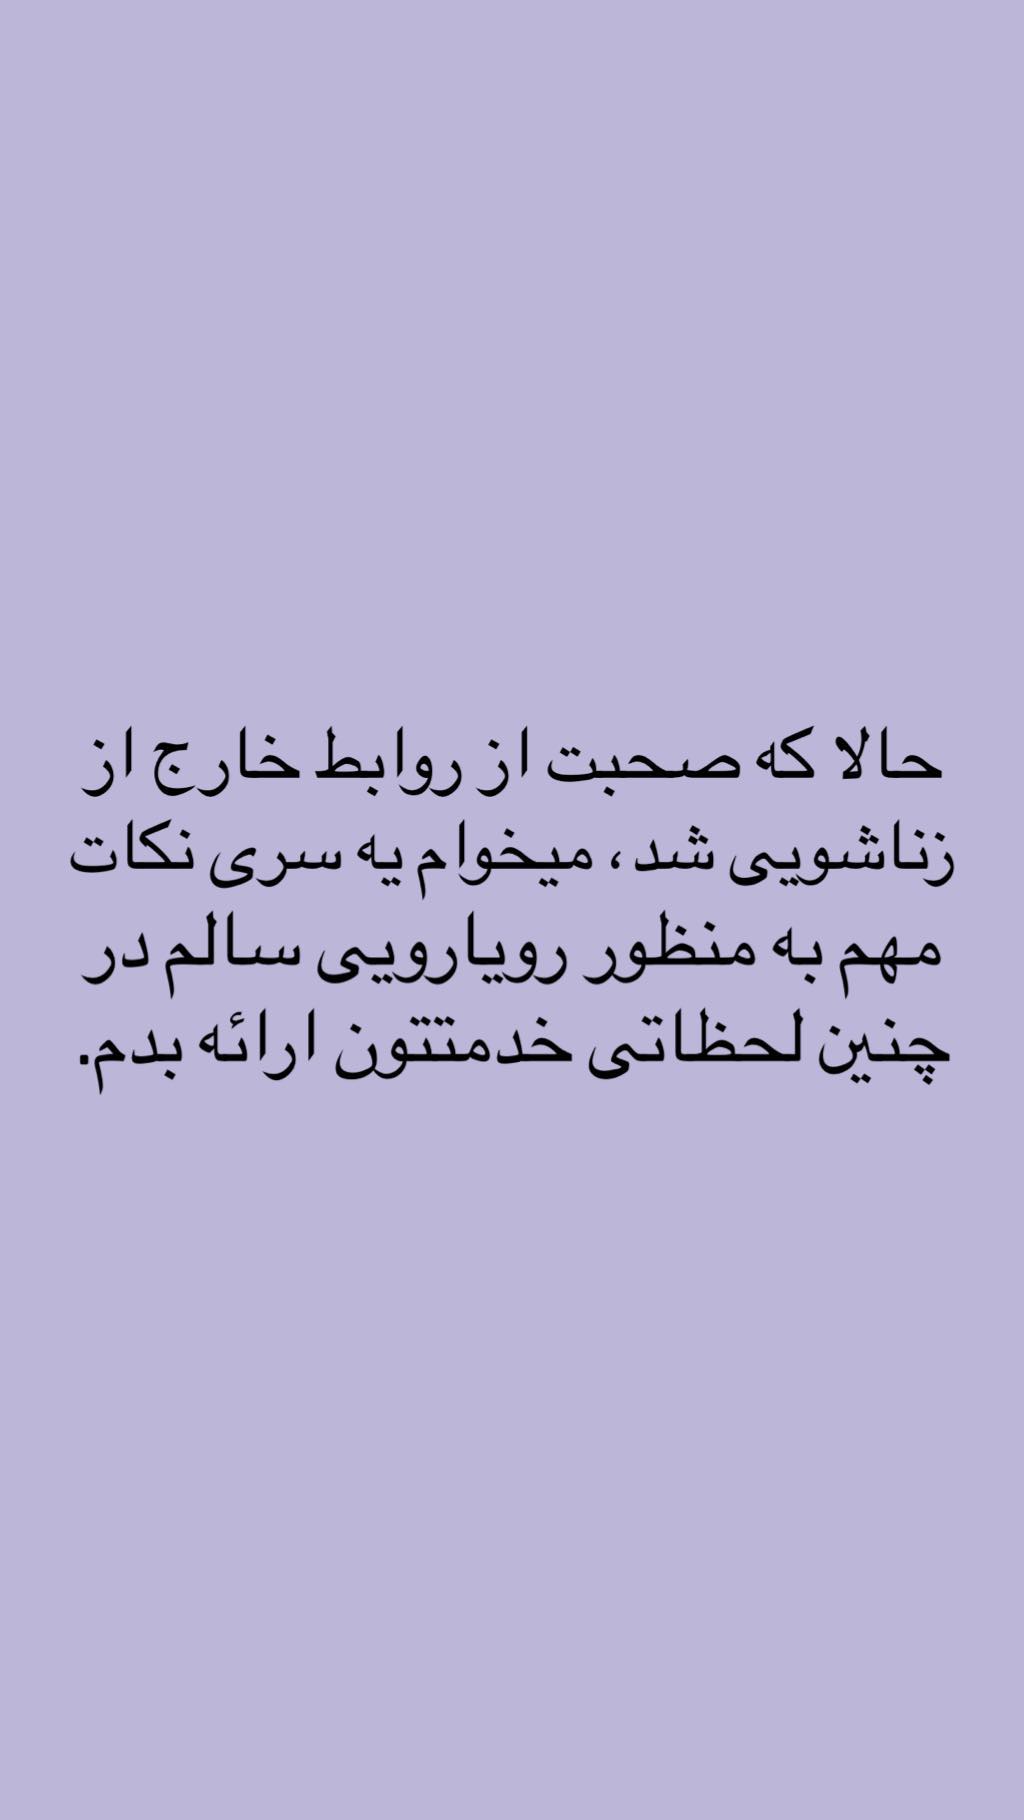 حالا که صحبت از روابط خارج از
زناشویی شد، میخوام یه سری نکات
مهم به منظور رویارویی سالم در
چنین لحظاتی خدمتتون ارائه بدم.